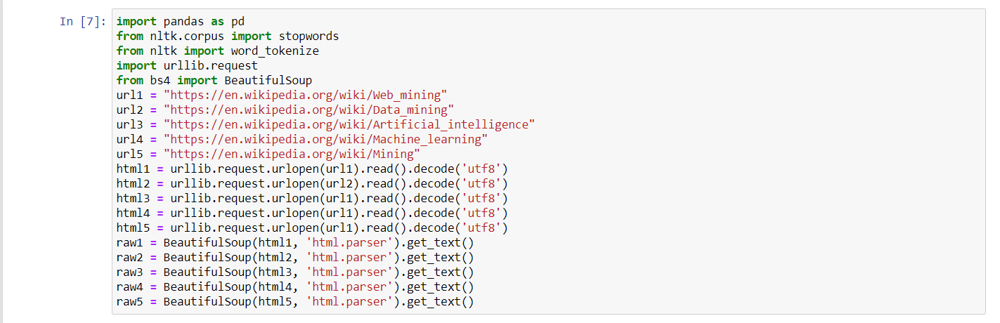 In [7]: import pandas as pd
from nltk.corpus import stopwords
from nltk import word_tokenize
import urllib.request
from bs4 import BeautifulSoup
url1 = "https://en.wikipedia.org/wiki/Web_mining"
url2 = "https://en.wikipedia.org/wiki/Data_mining"
url3 = "https://en.wikipedia.org/wiki/Artificial_intelligence"
url4 = "https://en.wikipedia.org/wiki/Machine_learning"
url5 = "https://en.wikipedia.org/wiki/Mining"
html1 = urllib.request.urlopen(url1).read().decode('utf8')
html2 = urllib.request.urlopen(url2).read().decode('utf8')
html3 = urllib.request.urlopen(url1).read().decode('utf8')
html4 = urllib.request.urlopen(url1).read().decode('utf8')
html5 = urllib.request.urlopen(url1).read().decode('utf8')
raw1 = BeautifulSoup(html1, 'html.parser').get_text()
raw2 = BeautifulSoup(html2, 'html.parser').get_text()
raw3 = BeautifulSoup(html3, 'html.parser').get_text()
raw4 = BeautifulSoup(html4, 'html.parser').get_text()
raw5 = BeautifulSoup(html5, 'html.parser').get_text()